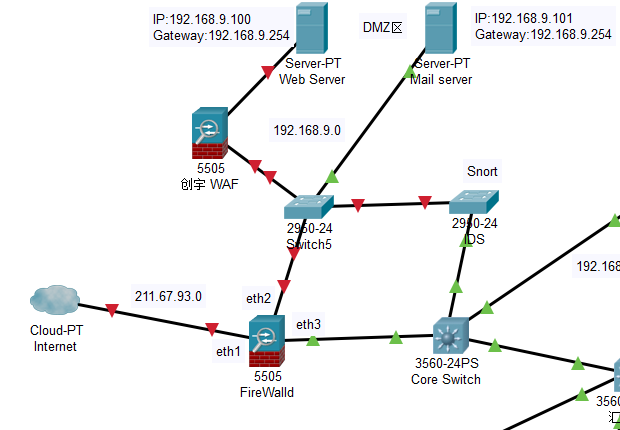 IP:192.168.9.100
Gateway:192.168.9.254
DMZ区
IP:192.168.9.101
Gateway:192.168.9.254
Server-PT
Web Server
Server-PT
Mail server
192.168.9.0
5505
创宇 WAF
Snort
2950-24
Switch5
2950-24
IDS
192.168
211.67.93.0
eth2
eth3
eth1
Cloud-PT
Internet
5505
FireWalld
3560-24PS
Core Switch
3560
汇